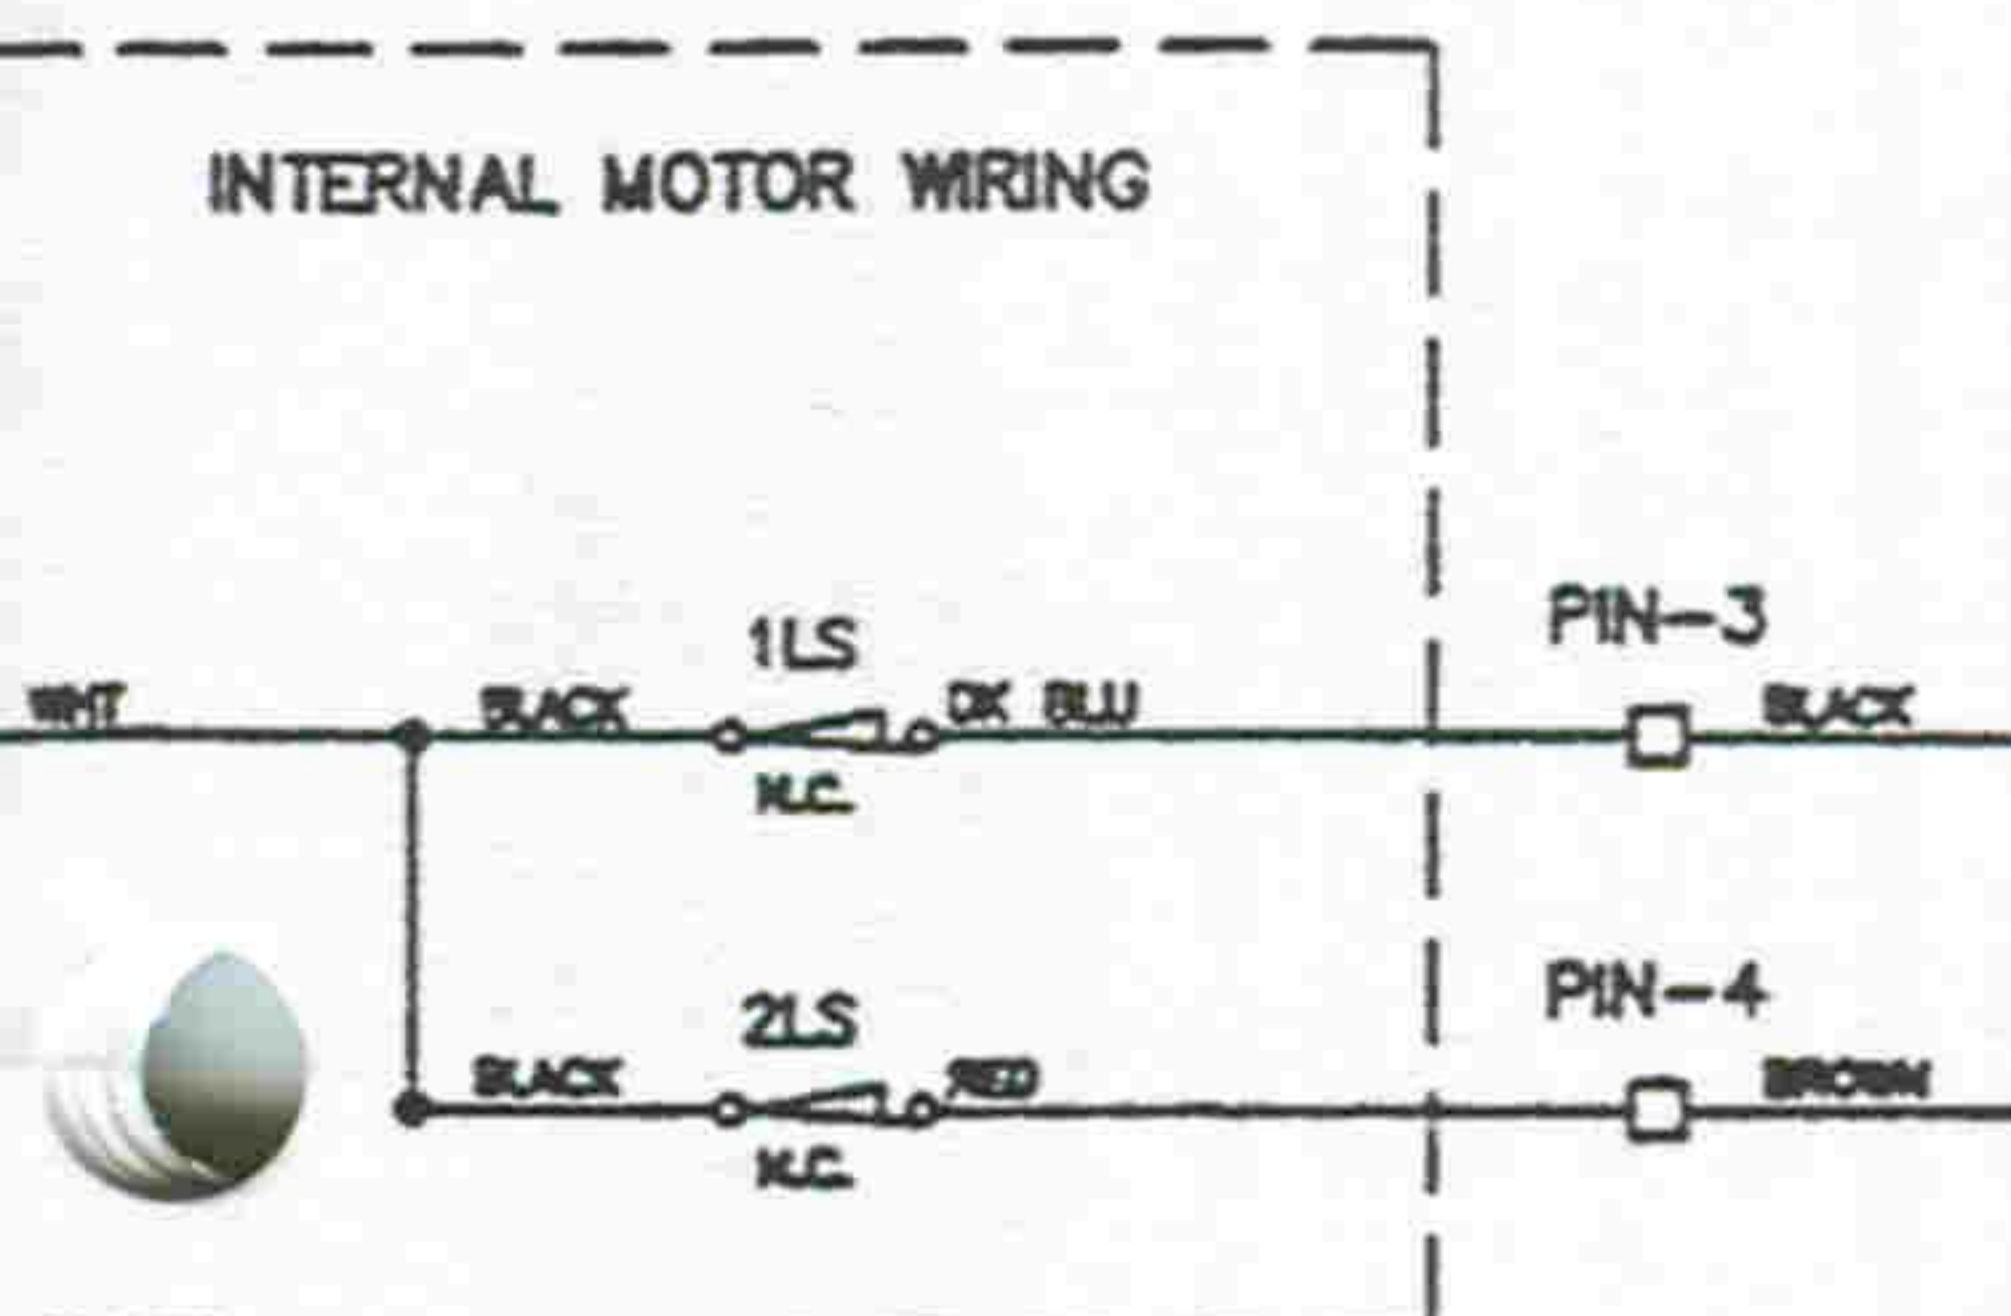 INTERNAL MOTOR WIRING
1LS
PIN-3
WHT BLACK DK BLU BLACK
N.C.
2LS
PIN-4
BLACK RED BROWN
N.C.